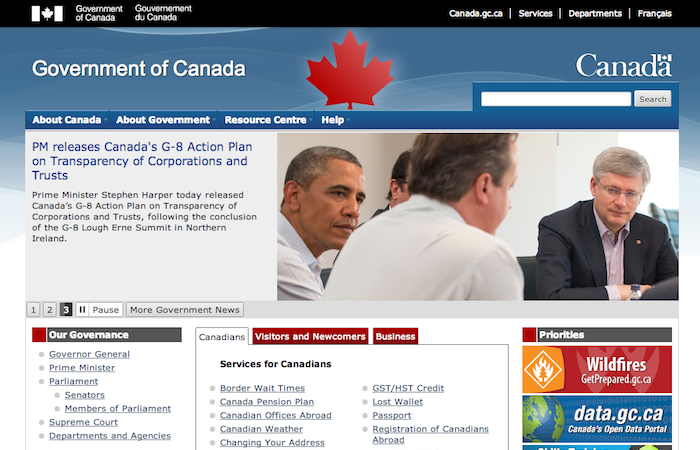 Government of Canada
Gouvernement du Canada
Canada.gc.ca | Services | Departments | Français
Government of Canada
Canada
Search
About Canada
About Government
Resource Centre
Help
PM releases Canada's G-8 Action Plan
on Transparency of Corporations and
Trusts
Prime Minister Stephen Harper today released
Canada's G-8 Action Plan on Transparency of
Corporations and Trusts, following the conclusion
of the G-8 Lough Erne Summit in Northern
Ireland.
1 2 3 Pause More Government News
Our Governance
Governor General
Prime Minister
Parliament
Senators
Members of Parliament
Supreme Court
Departments and Agencies
Canadians
Visitors and Newcomers
Business
Services for Canadians
Border Wait Times
Canada Pension Plan
Canadian Offices Abroad
Canadian Weather
Changing Your Address
GST/HST Credit
Lost Wallet
Passport
Registration of Canadians
Abroad
Priorities
Wildfires
GetPrepared.gc.ca
data.gc.ca
Canada's Open Data Portal